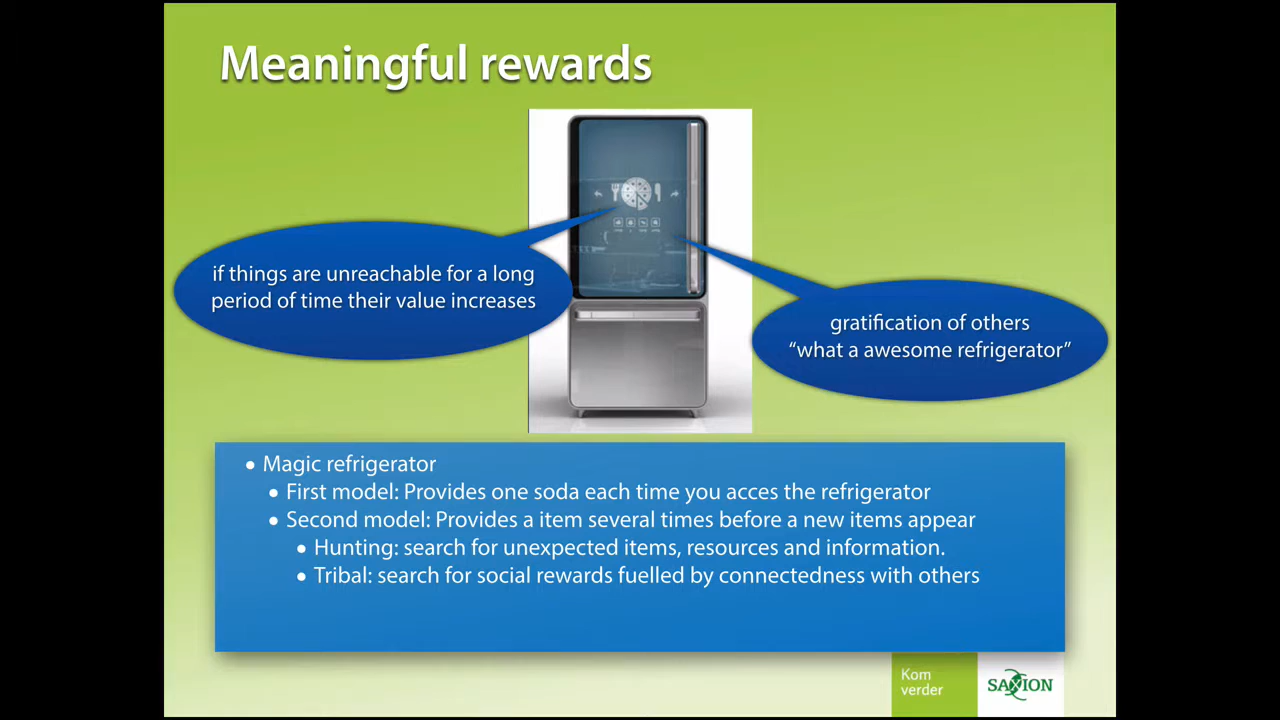 Meaningful rewards
if things are unreachable for a long
period of time their value increases
gratification of others
“what a awesome refrigerator”
• Magic refrigerator
• First model: Provides one soda each time you acces the refrigerator
• Second model: Provides a item several times before a new items appear
• Hunting: search for unexpected items, resources and information.
• Tribal: search for social rewards fuelled by connectedness with others
Kom
verder
SAXION